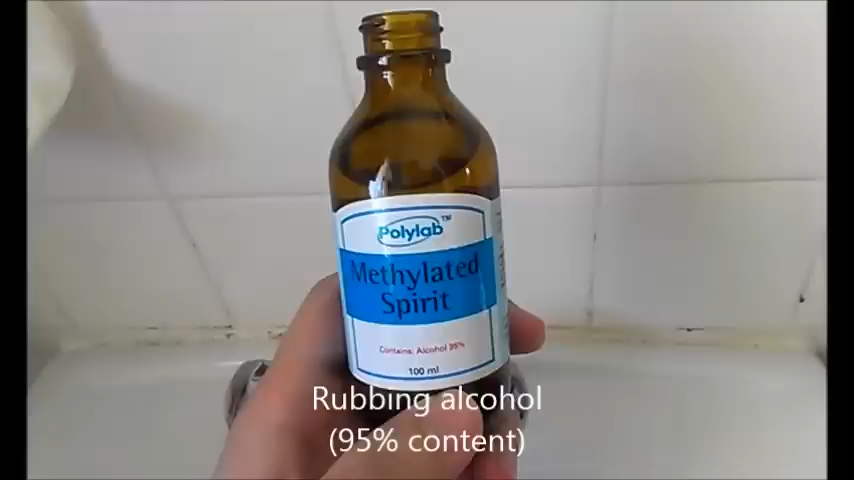 Polylab™
Methylated
Spirit
Contains: Alcohol 95%
100 ml
Rubbing alcohol
(95% content)